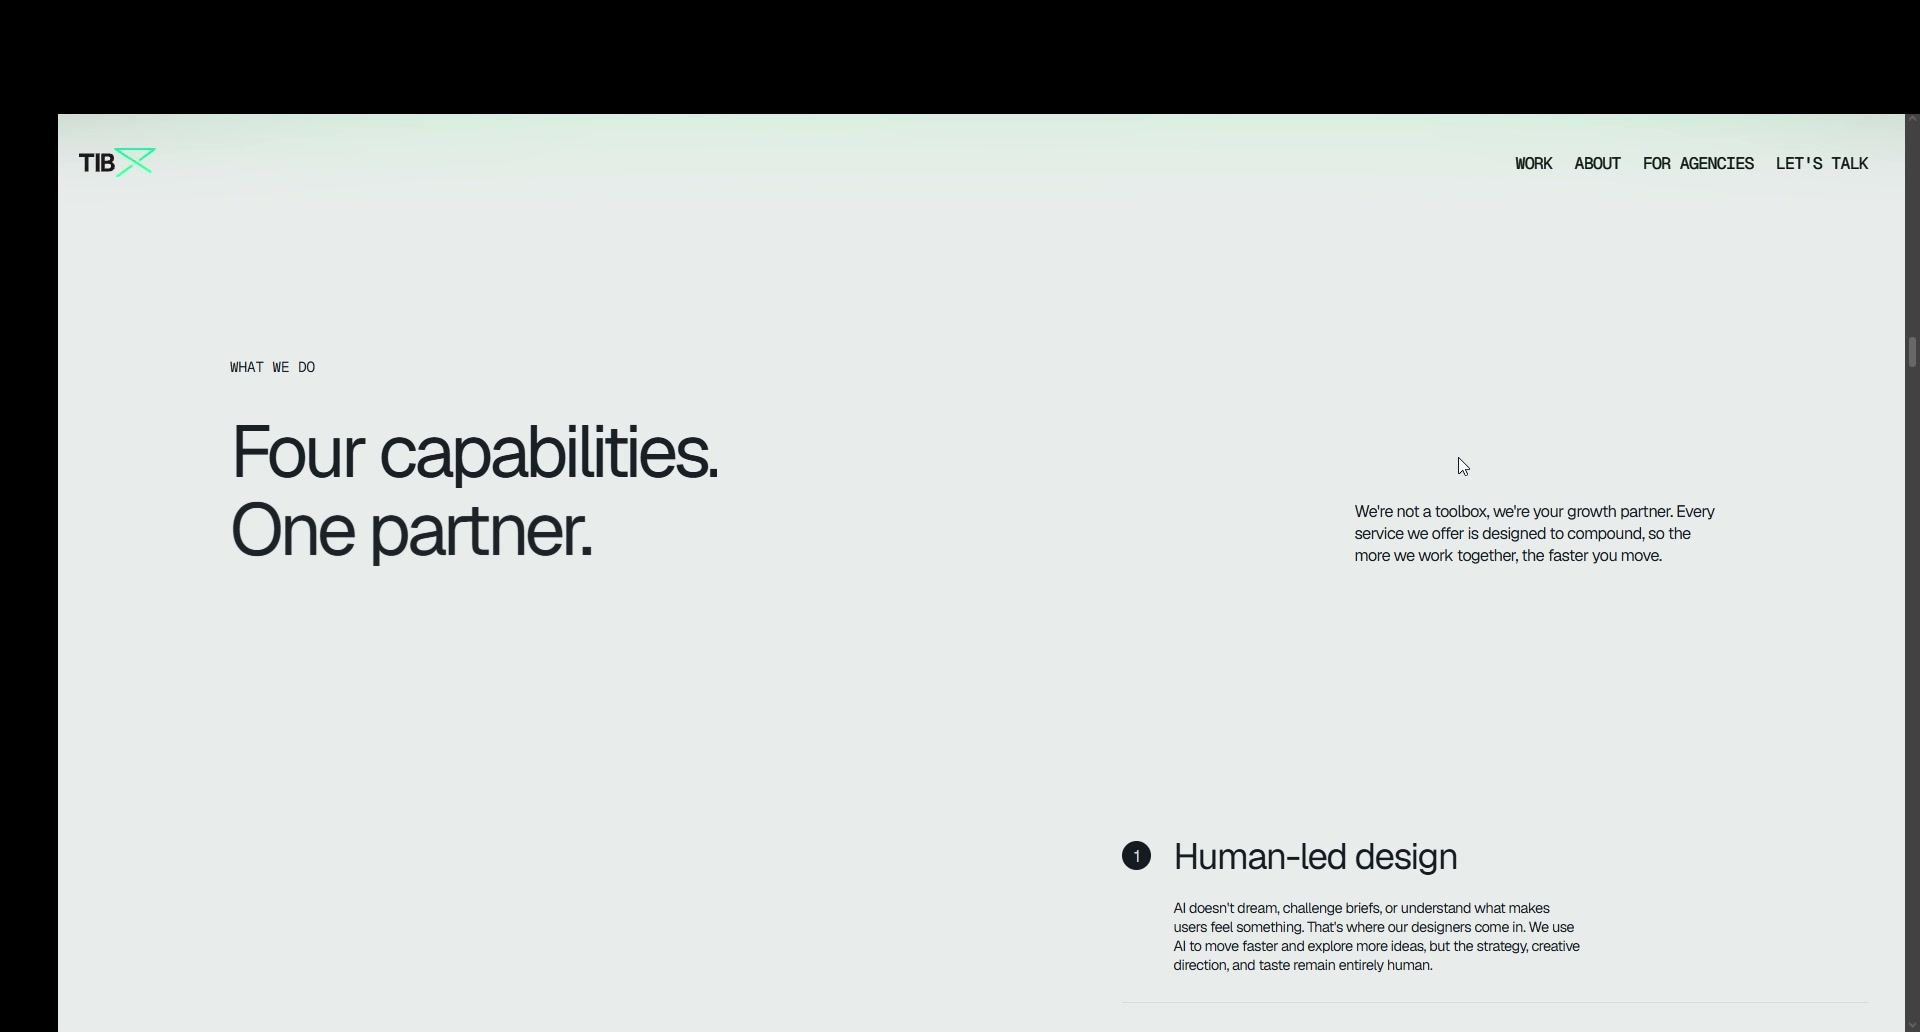 TIB
WORK ABOUT FOR AGENCIES LET'S TALK
WHAT WE DO
Four capabilities.
One partner.
We're not a toolbox, we're your growth partner. Every
service we offer is designed to compound, so the
more we work together, the faster you move.
1 Human-led design
AI doesn't dream, challenge briefs, or understand what makes
users feel something. That's where our designers come in. We use
AI to move faster and explore more ideas, but the strategy, creative
direction, and taste remain entirely human.